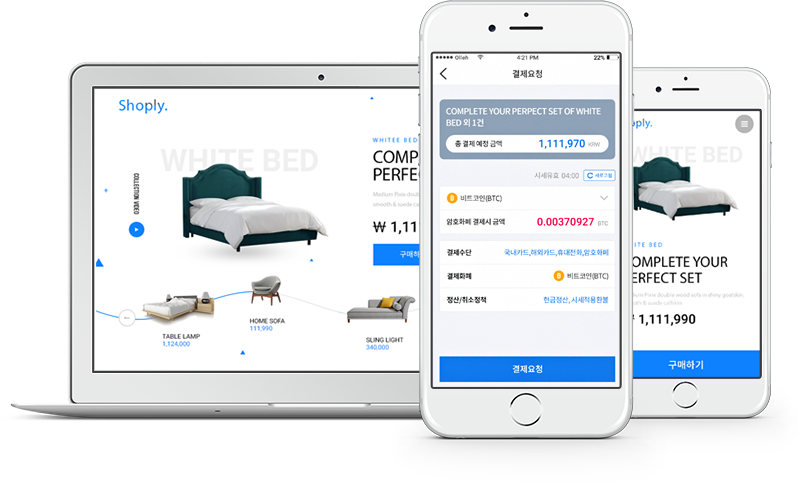 Shoply.
WHITE BED
COLLECTION VIDEO
WHITEE BED
COMP
PERFE
Medium Pixie double
smooth & suede ca
₩ 1,11
구매하
TABLE LAMP
1,124,000
HOME SOFA
111,990
SLING LIGHT
340,000
Olleh 4:21 PM 22%
결제요청
COMPLETE YOUR PERPECT SET OF WHITE
BED 외 1건
총 결제 예정 금액 1,111,970 KRW
시세유효 04:00 새로고침
비트코인(BTC)
암호화폐 결제시 금액 0.00370927 BTC
결제수단 국내카드,해외카드,휴대전화,암호화폐
결제화폐 비트코인(BTC)
정산/취소정책 현금정산, 시세적용환불
결제요청
ply.
WHITE BED
WHITE BED
COMPLETE YOUR
PERFECT SET
1,111,990
구매하기